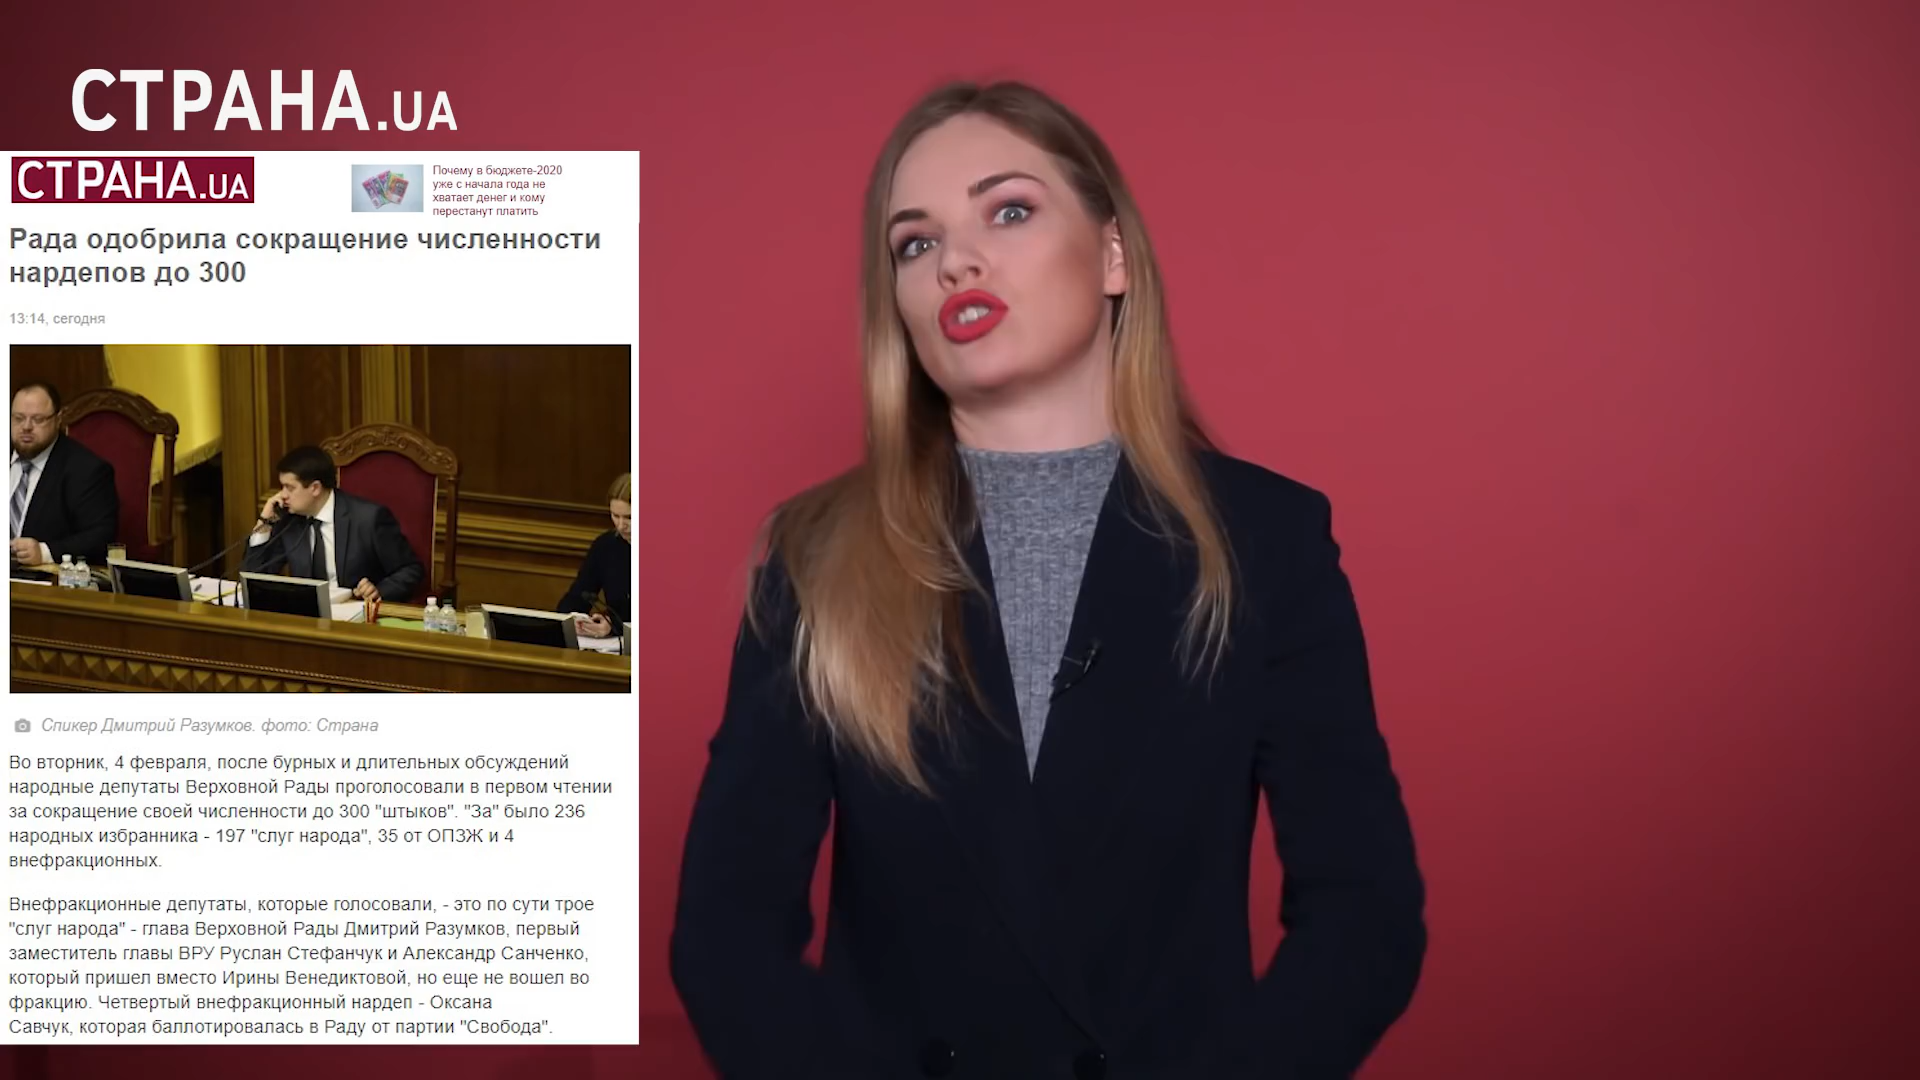 СТРАНА.UA
СТРАНА.UA
Почему в бюджете-2020
уже с начала года не
хватает денег и кому
перестанут платить
Рада одобрила сокращение численности
нардепов до 300
13:14, сегодня
Спикер Дмитрий Разумков. фото: Страна
Во вторник, 4 февраля, после бурных и длительных обсуждений
народные депутаты Верховной Рады проголосовали в первом чтении
за сокращение своей численности до 300 "штыков". "За" было 236
народных избранника - 197 "слуг народа", 35 от ОПЗЖ и 4
внефракционных.
Внефракционные депутаты, которые голосовали, - это по сути трое
"слуг народа" - глава Верховной Рады Дмитрий Разумков, первый
заместитель главы ВРУ Руслан Стефанчук и Александр Санченко,
который пришел вместо Ирины Венедиктовой, но еще не вошел во
фракцию. Четвертый внефракционный нардеп - Оксана
Савчук, которая баллотировалась в Раду от партии "Свобода".